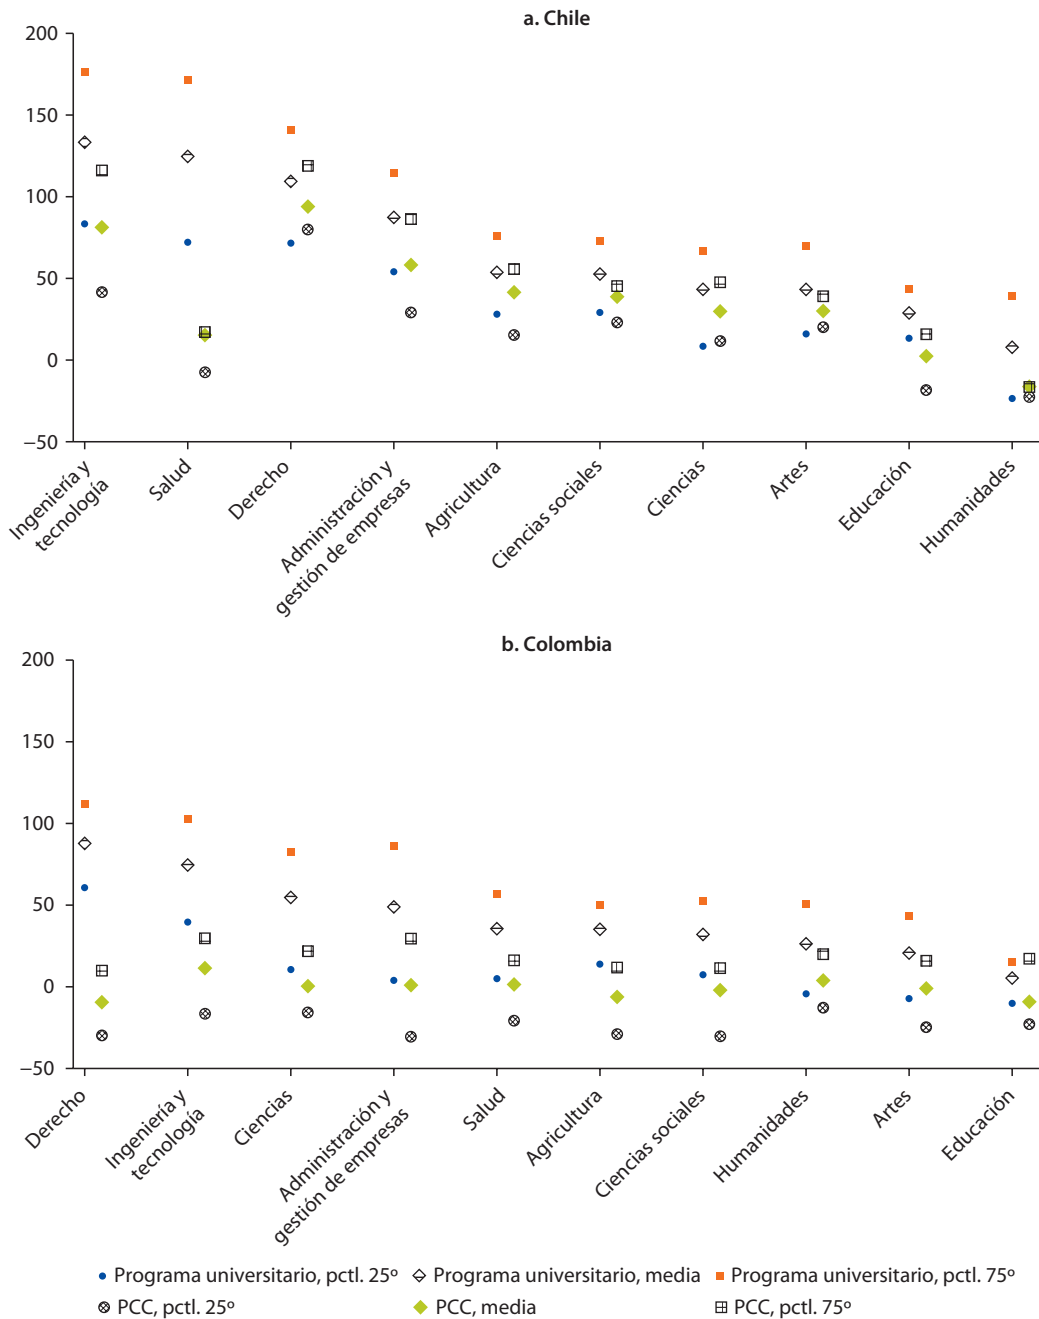 a. Chile
200
150
100
50
0
−50
Ingeniería y
tecnología
Salud
Derecho
Administración y
gestión de empresas
Agricultura
Ciencias sociales
Ciencias
Artes
Educación
Humanidades
b. Colombia
200
150
100
50
0
−50
Derecho
Ingeniería y
tecnología
Ciencias
Administración y
gestión de empresas
Salud
Agricultura
Ciencias sociales
Humanidades
Artes
Educación
Programa universitario, pctl. 25º Programa universitario, media Programa universitario, pctl. 75º
PCC, pctl. 25º PCC, media PCC, pctl. 75º